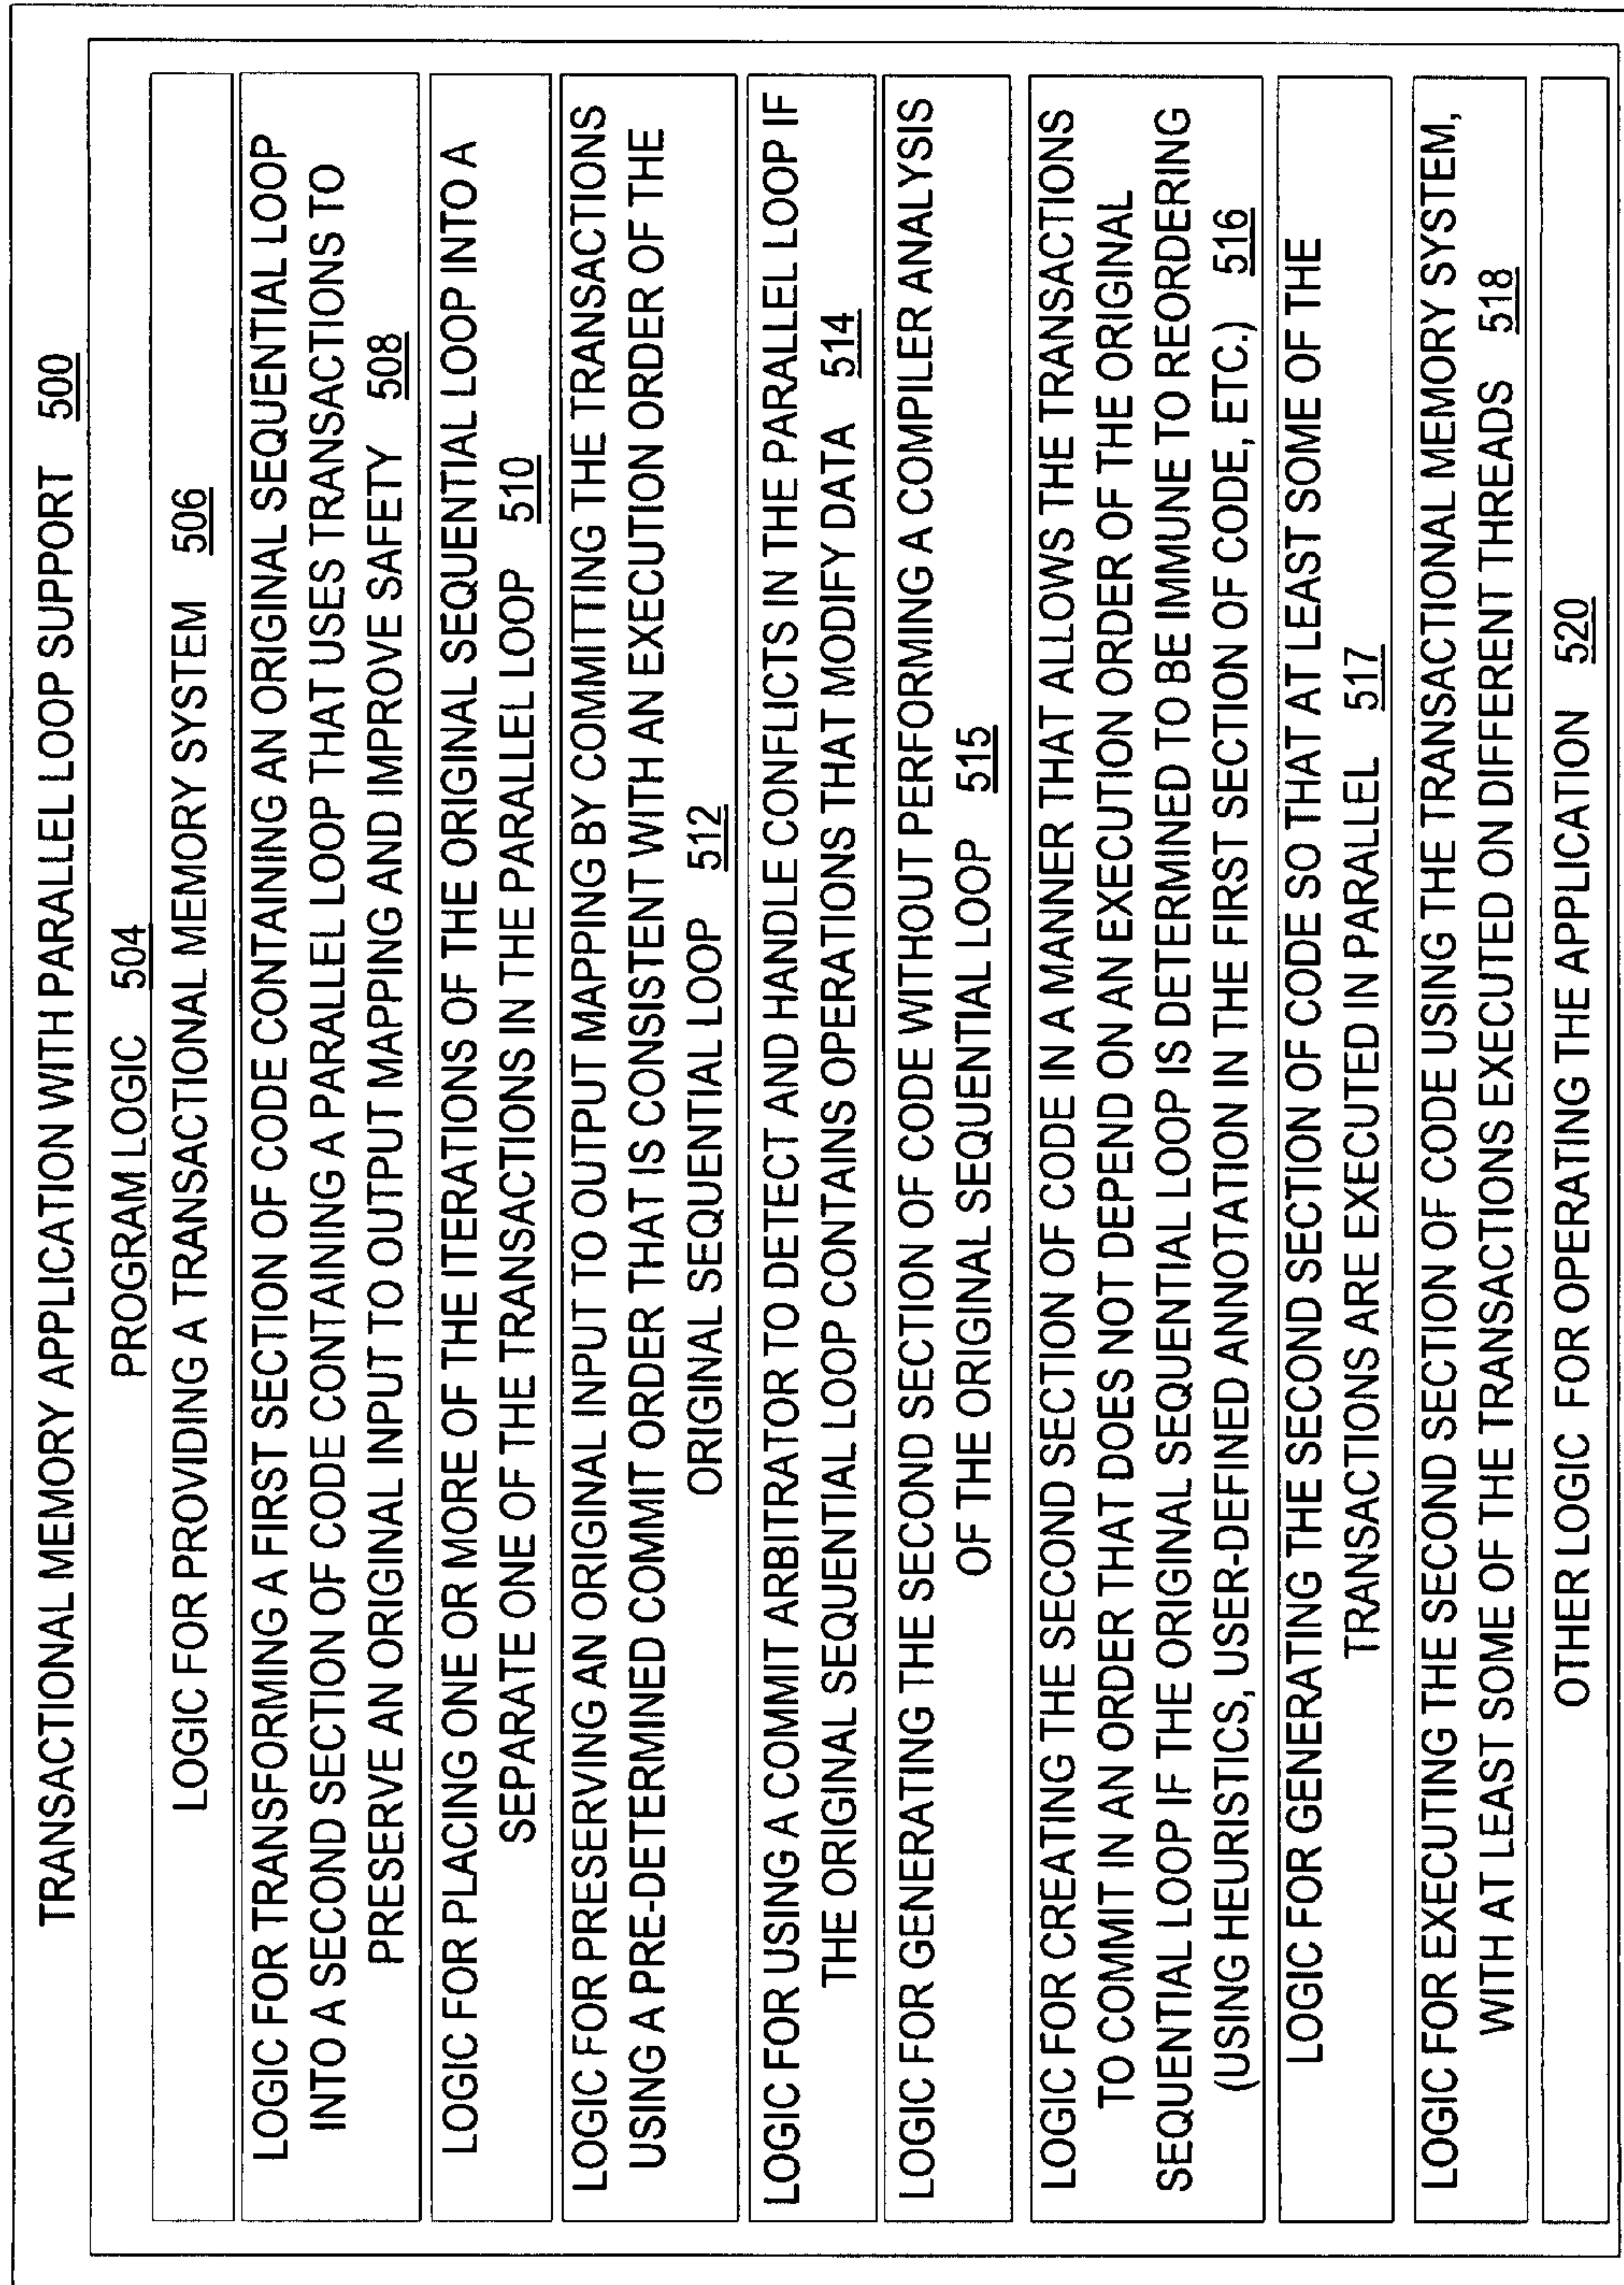 TRANSACTIONAL MEMORY APPLICATION WITH PARALLEL LOOP SUPPORT 500
PROGRAM LOGIC 504
LOGIC FOR PROVIDING A TRANSACTIONAL MEMORY SYSTEM 506
LOGIC FOR TRANSFORMING A FIRST SECTION OF CODE CONTAINING AN ORIGINAL SEQUENTIAL LOOP
INTO A SECOND SECTION OF CODE CONTAINING A PARALLEL LOOP THAT USES TRANSACTIONS TO
PRESERVE AN ORIGINAL INPUT TO OUTPUT MAPPING AND IMPROVE SAFETY 508
LOGIC FOR PLACING ONE OR MORE OF THE ITERATIONS OF THE ORIGINAL SEQUENTIAL LOOP INTO A
SEPARATE ONE OF THE TRANSACTIONS IN THE PARALLEL LOOP 510
LOGIC FOR PRESERVING AN ORIGINAL INPUT TO OUTPUT MAPPING BY COMMITTING THE TRANSACTIONS
USING A PRE-DETERMINED COMMIT ORDER THAT IS CONSISTENT WITH AN EXECUTION ORDER OF THE
ORIGINAL SEQUENTIAL LOOP 512
LOGIC FOR USING A COMMIT ARBITRATOR TO DETECT AND HANDLE CONFLICTS IN THE PARALLEL LOOP IF
THE ORIGINAL SEQUENTIAL LOOP CONTAINS OPERATIONS THAT MODIFY DATA 514
LOGIC FOR GENERATING THE SECOND SECTION OF CODE WITHOUT PERFORMING A COMPILER ANALYSIS
OF THE ORIGINAL SEQUENTIAL LOOP 515
LOGIC FOR CREATING THE SECOND SECTION OF CODE IN A MANNER THAT ALLOWS THE TRANSACTIONS
TO COMMIT IN AN ORDER THAT DOES NOT DEPEND ON AN EXECUTION ORDER OF THE ORIGINAL
SEQUENTIAL LOOP IF THE ORIGINAL SEQUENTIAL LOOP IS DETERMINED TO BE IMMUNE TO REORDERING
(USING HEURISTICS, USER-DEFINED ANNOTATION IN THE FIRST SECTION OF CODE, ETC.) 516
LOGIC FOR GENERATING THE SECOND SECTION OF CODE SO THAT AT LEAST SOME OF THE
TRANSACTIONS ARE EXECUTED IN PARALLEL 517
LOGIC FOR EXECUTING THE SECOND SECTION OF CODE USING THE TRANSACTIONAL MEMORY SYSTEM,
WITH AT LEAST SOME OF THE TRANSACTIONS EXECUTED ON DIFFERENT THREADS 518
OTHER LOGIC FOR OPERATING THE APPLICATION 520